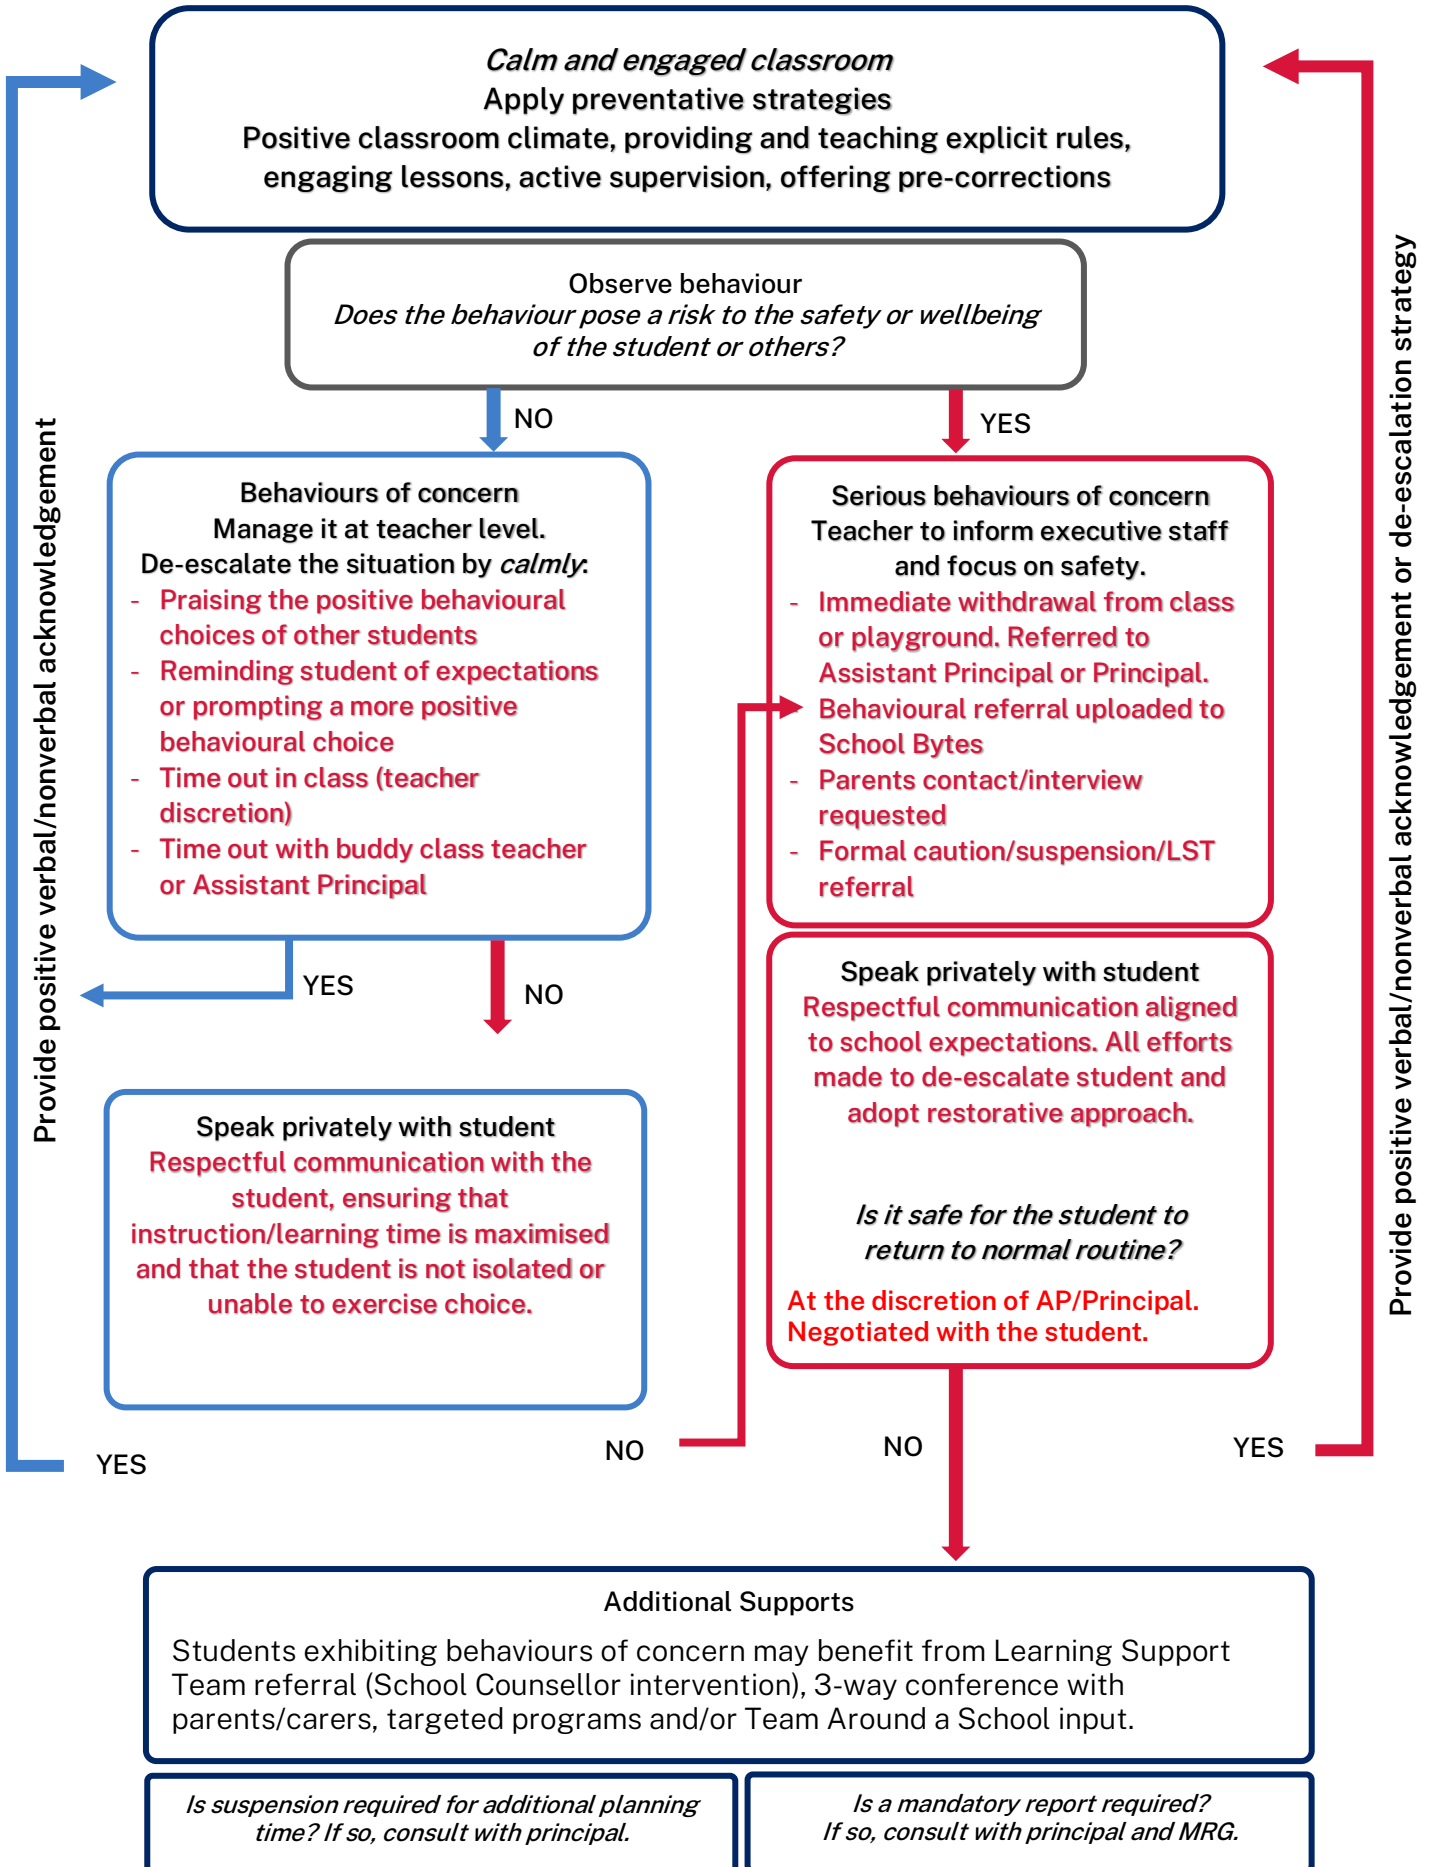 Calm and engaged classroom
Apply preventative strategies
Positive classroom climate, providing and teaching explicit rules,
engaging lessons, active supervision, offering pre-corrections
Observe behaviour
Does the behaviour pose a risk to the safety or wellbeing
of the student or others?
NO
YES
Behaviours of concern
Manage it at teacher level.
De-escalate the situation by calmly:
- Praising the positive behavioural
choices of other students
- Reminding student of expectations
or prompting a more positive
behavioural choice
- Time out in class (teacher
discretion)
- Time out with buddy class teacher
or Assistant Principal
Serious behaviours of concern
Teacher to inform executive staff
and focus on safety.
- Immediate withdrawal from class
or playground. Referred to
Assistant Principal or Principal.
Behavioural referral uploaded to
School Bytes
- Parents contact/interview
requested
- Formal caution/suspension/LST
referral
YES
NO
Speak privately with student
Respectful communication with the
student, ensuring that
instruction/learning time is maximised
and that the student is not isolated or
unable to exercise choice.
Speak privately with student
Respectful communication aligned
to school expectations. All efforts
made to de-escalate student and
adopt restorative approach.
Is it safe for the student to
return to normal routine?
At the discretion of AP/Principal.
Negotiated with the student.
YES
NO
NO
YES
Provide positive verbal/nonverbal acknowledgement
Provide positive verbal/nonverbal acknowledgement or de-escalation strategy
Additional Supports
Students exhibiting behaviours of concern may benefit from Learning Support
Team referral (School Counsellor intervention), 3-way conference with
parents/carers, targeted programs and/or Team Around a School input.
Is suspension required for additional planning
time? If so, consult with principal.
Is a mandatory report required?
If so, consult with principal and MRG.